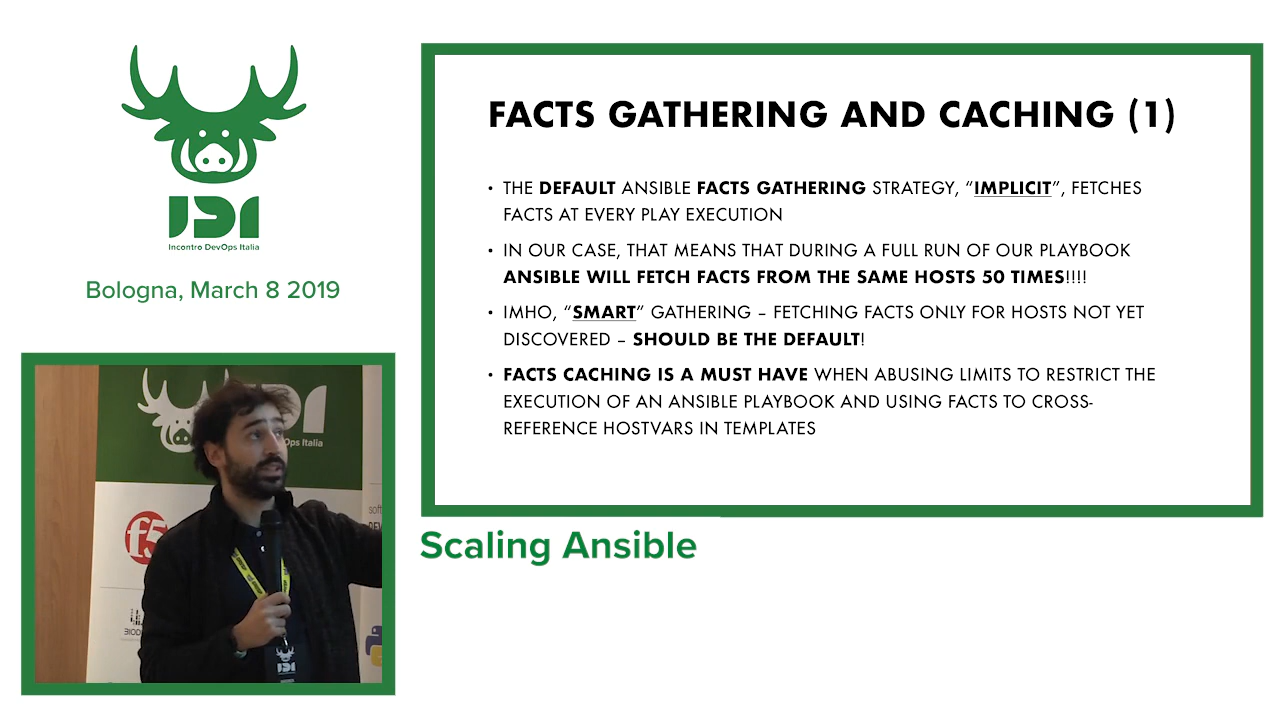 IDI
Incontro DevOps Italia
Bologna, March 8 2019
FACTS GATHERING AND CACHING (1)
• THE DEFAULT ANSIBLE FACTS GATHERING STRATEGY, “IMPLICIT”, FETCHES
FACTS AT EVERY PLAY EXECUTION
• IN OUR CASE, THAT MEANS THAT DURING A FULL RUN OF OUR PLAYBOOK
ANSIBLE WILL FETCH FACTS FROM THE SAME HOSTS 50 TIMES!!!!
• IMHO, “SMART” GATHERING – FETCHING FACTS ONLY FOR HOSTS NOT YET
DISCOVERED – SHOULD BE THE DEFAULT!
• FACTS CACHING IS A MUST HAVE WHEN ABUSING LIMITS TO RESTRICT THE
EXECUTION OF AN ANSIBLE PLAYBOOK AND USING FACTS TO CROSS-
REFERENCE HOSTVARS IN TEMPLATES
Scaling Ansible
Ops Italia
f5
IDI